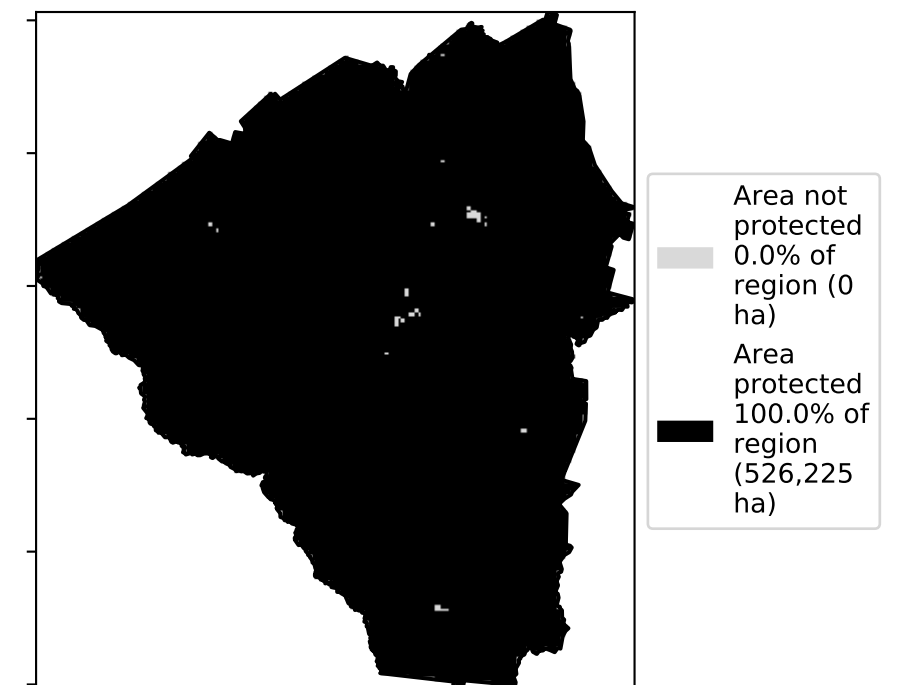 Area not
protected
0.0% of
region (0
ha)
Area
protected
100.0% of
region
(526,225
ha)